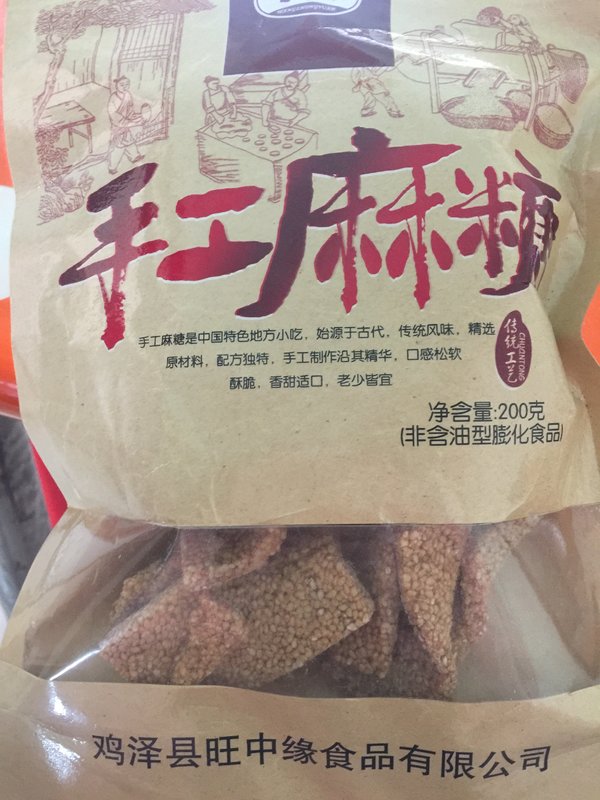 手工麻糖
手工麻糖是中国特色地方小吃，始源于古代，传统风味，精选
原材料，配方独特，手工制作沿其精华，口感松软
酥脆，香甜适口，老少皆宜
传统工艺
CHUANTONG
净含量:200克
(非含油型膨化食品)
鸡泽县旺中缘食品有限公司